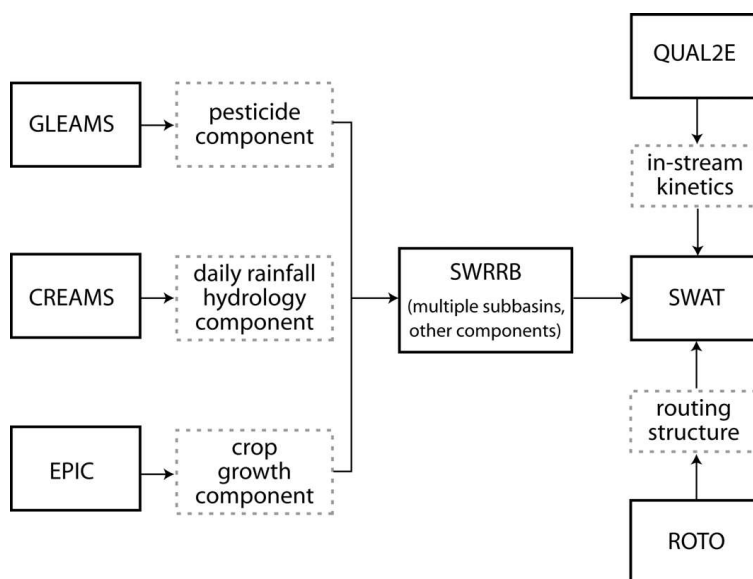 QUAL2E
GLEAMS
pesticide
component
in-stream
kinetics
CREAMS
daily rainfall
hydrology
component
SWRRB
(multiple subbasins,
other components)
SWAT
EPIC
crop
growth
component
routing
structure
ROTO